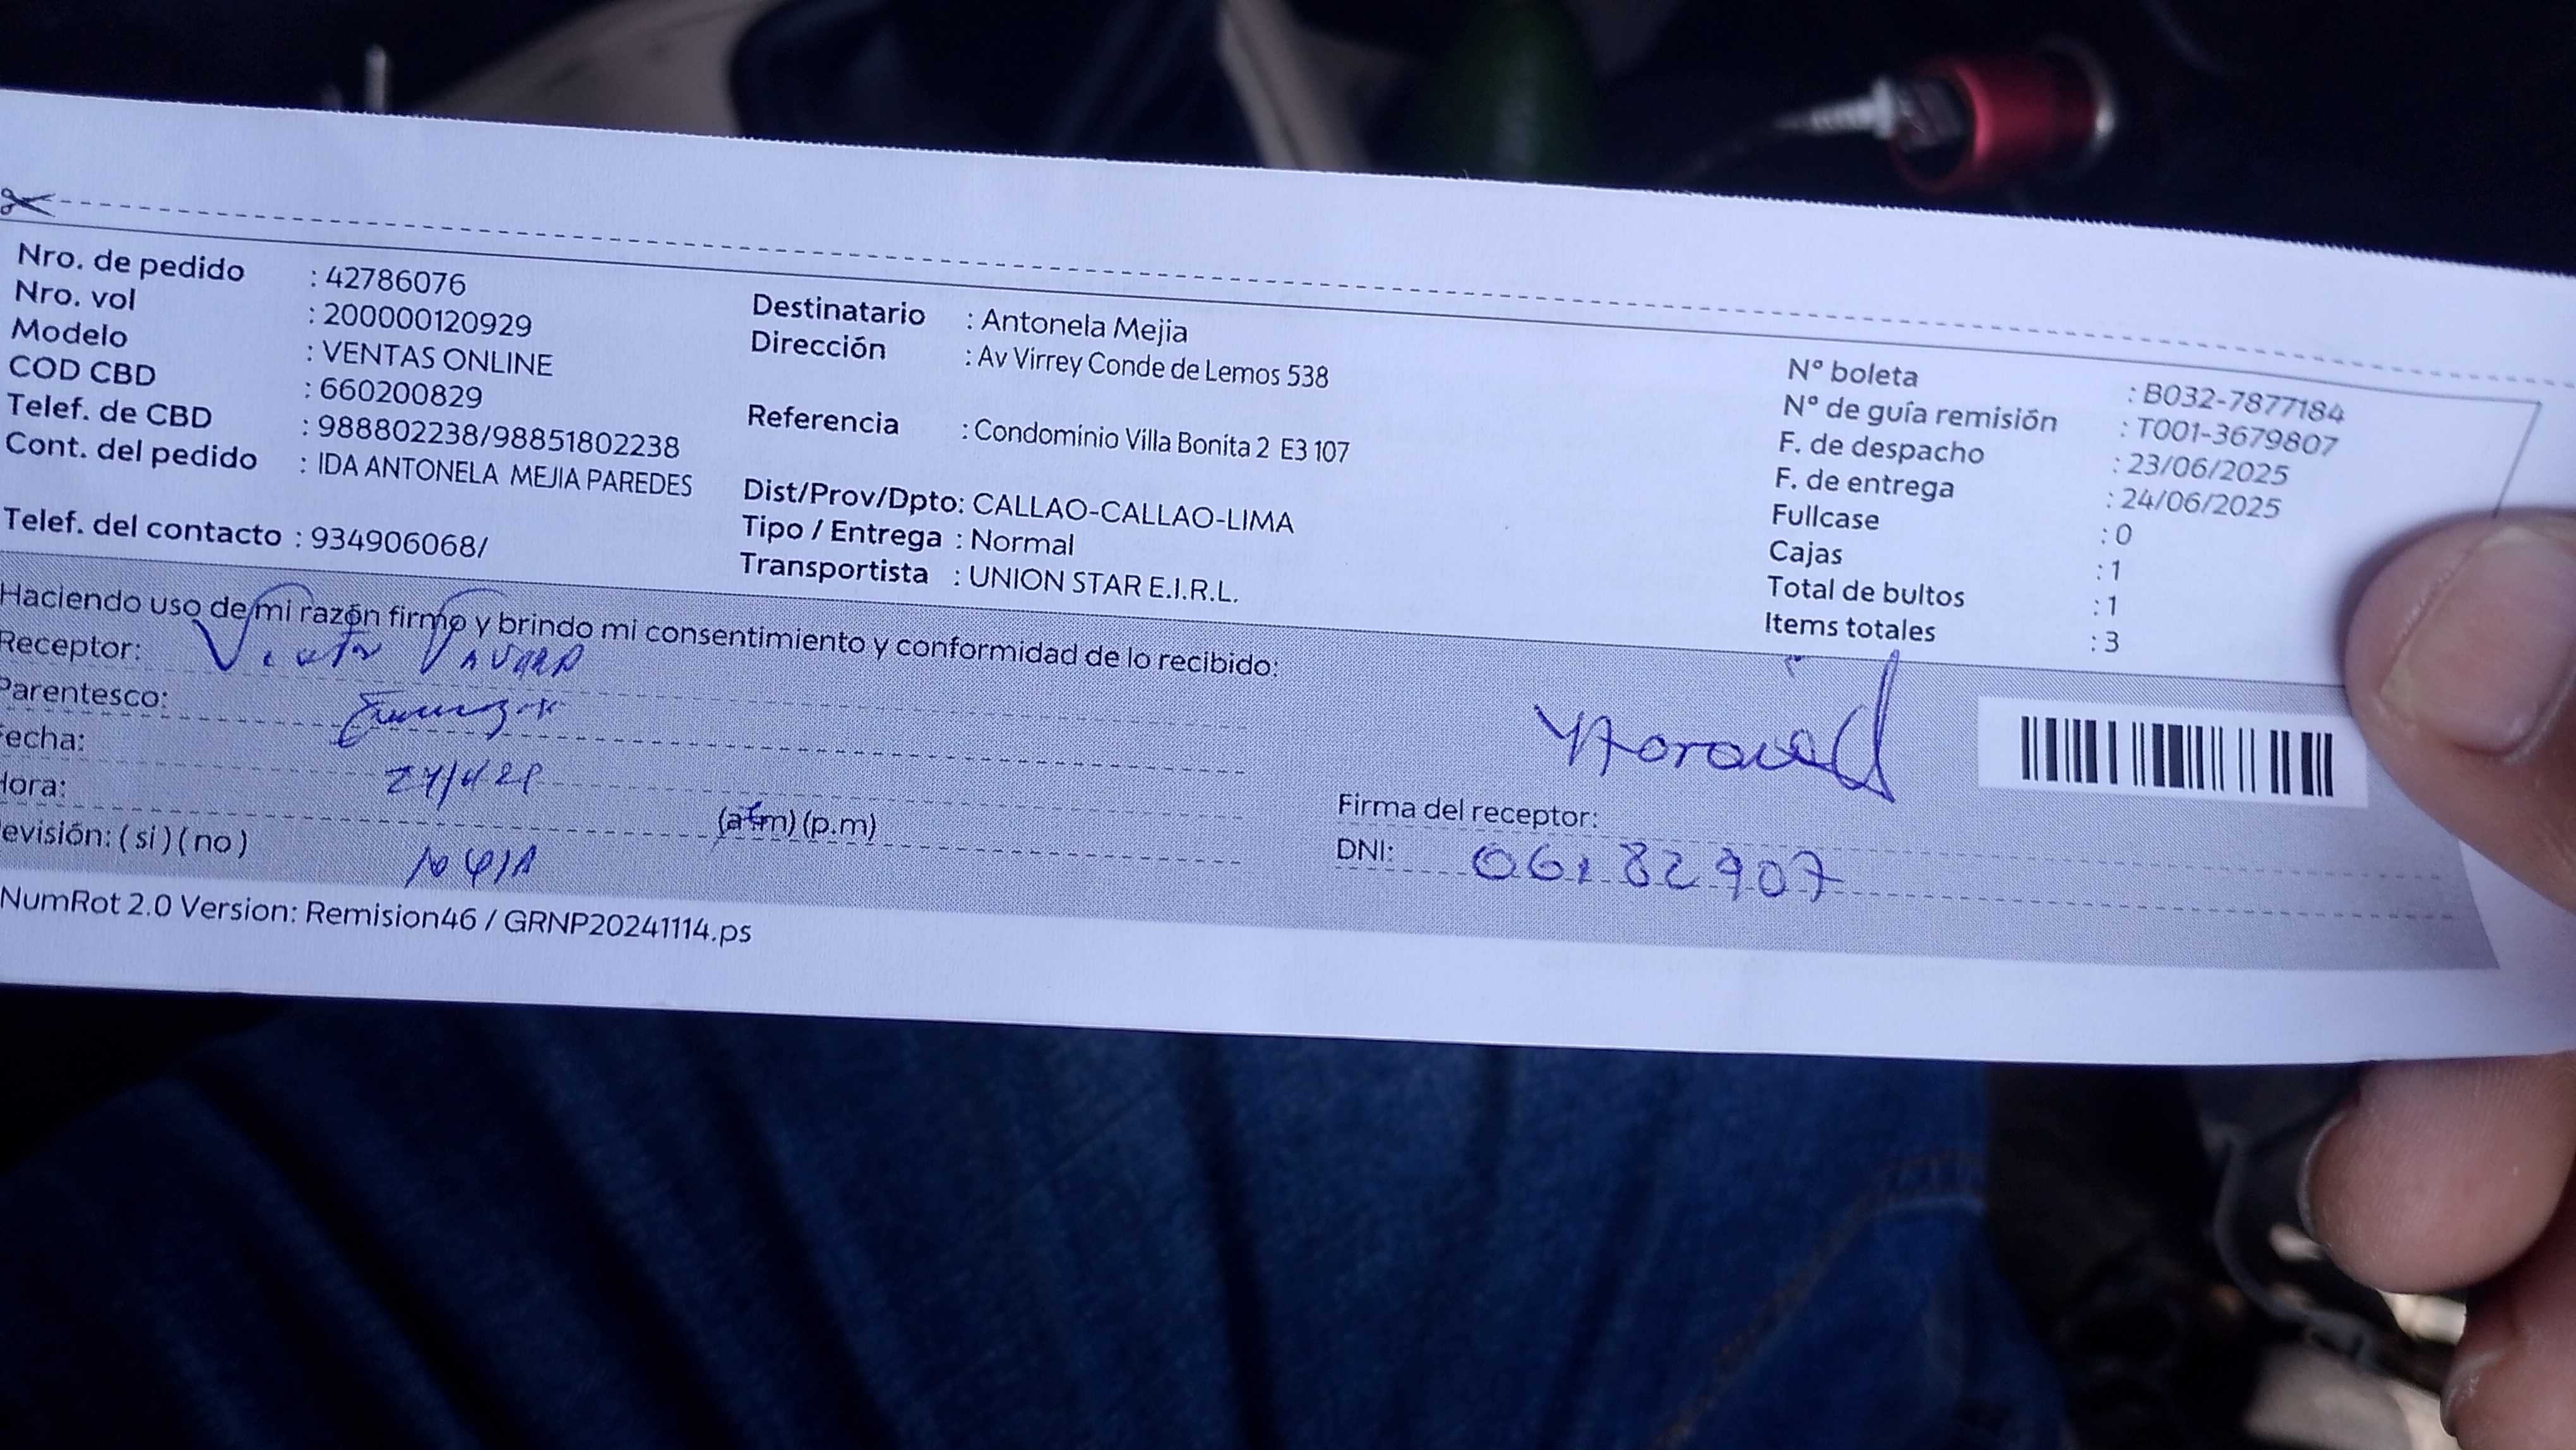 Nro. de pedido : 42786076
Nro. vol : 200000120929
Modelo : VENTAS ONLINE
COD CBD : 660200829
Telef. de CBD : 988802238/98851802238
Cont. del pedido : IDA ANTONELA MEJIA PAREDES
Telef. del contacto : 934906068/
Destinatario : Antonela Mejia
Dirección : Av Virrey Conde de Lemos 538
Referencia : Condominio Villa Bonita 2 E3 107
Dist/Prov/Dpto: CALLAO-CALLAO-LIMA
Tipo / Entrega : Normal
Transportista : UNION STAR E.I.R.L.
Nº boleta : B032-7877184
Nº de guía remisión : T001-3679807
F. de despacho : 23/06/2025
F. de entrega : 24/06/2025
Fullcase : 0
Cajas : 1
Total de bultos : 1
Items totales : 3
Haciendo uso de mi razón firmo y brindo mi consentimiento y conformidad de lo recibido:
Receptor:
Parentesco:
echa:
Hora: (a.m) (p.m)
evisión: ( si ) ( no )
Firma del receptor:
DNI: 06182907
NumRot 2.0 Version: Remision46 / GRNP20241114.ps